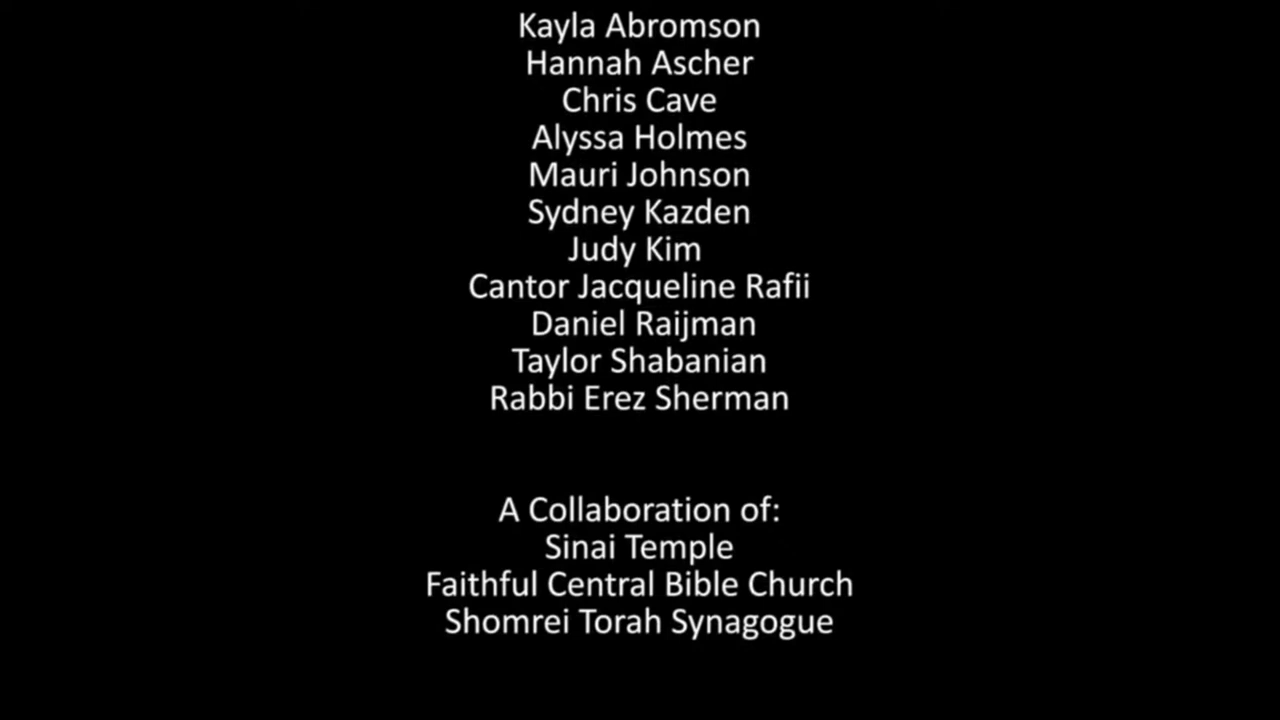 Kayla Abromson
Hannah Ascher
Chris Cave
Alyssa Holmes
Mauri Johnson
Sydney Kazden
Judy Kim
Cantor Jacqueline Rafii
Daniel Raijman
Taylor Shabanian
Rabbi Erez Sherman
A Collaboration of:
Sinai Temple
Faithful Central Bible Church
Shomrei Torah Synagogue